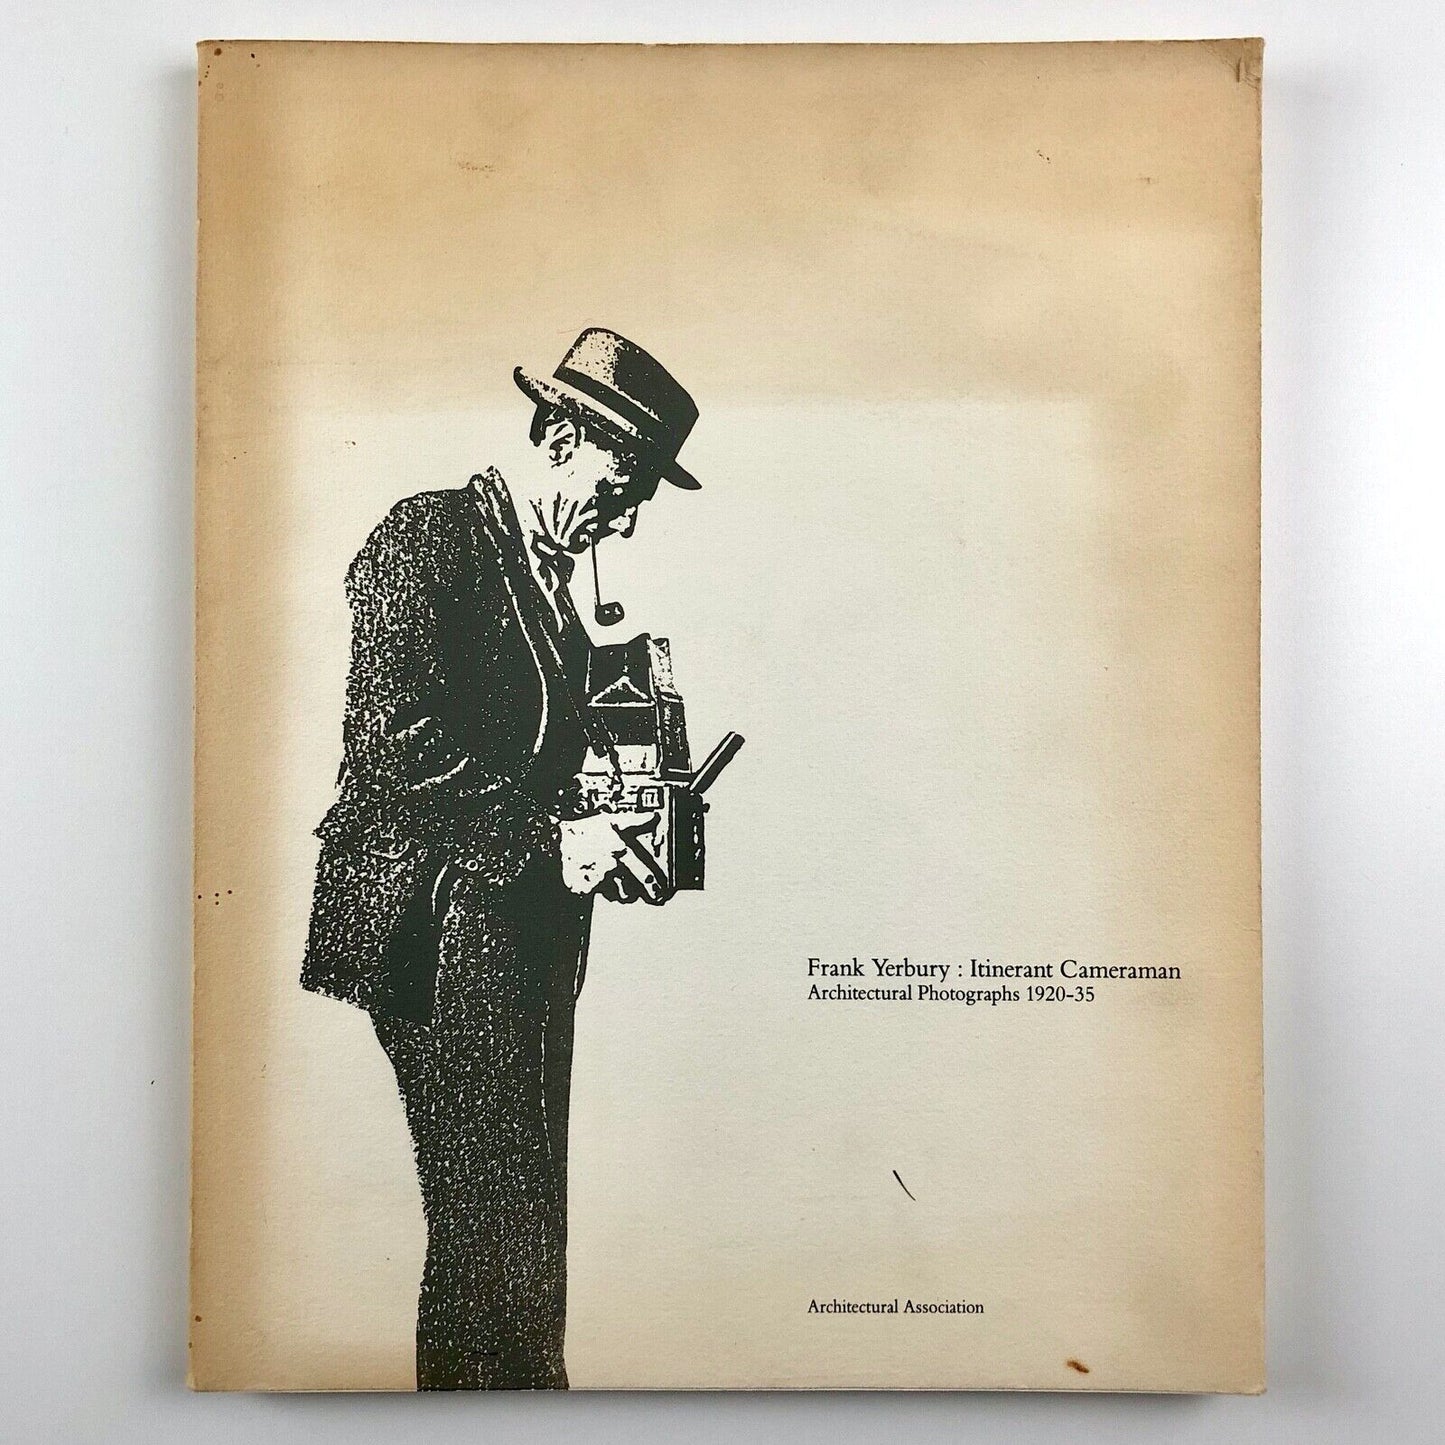 Frank Yerbury : Itinerant Cameraman
Architectural Photographs 1920-35
Architectural Association